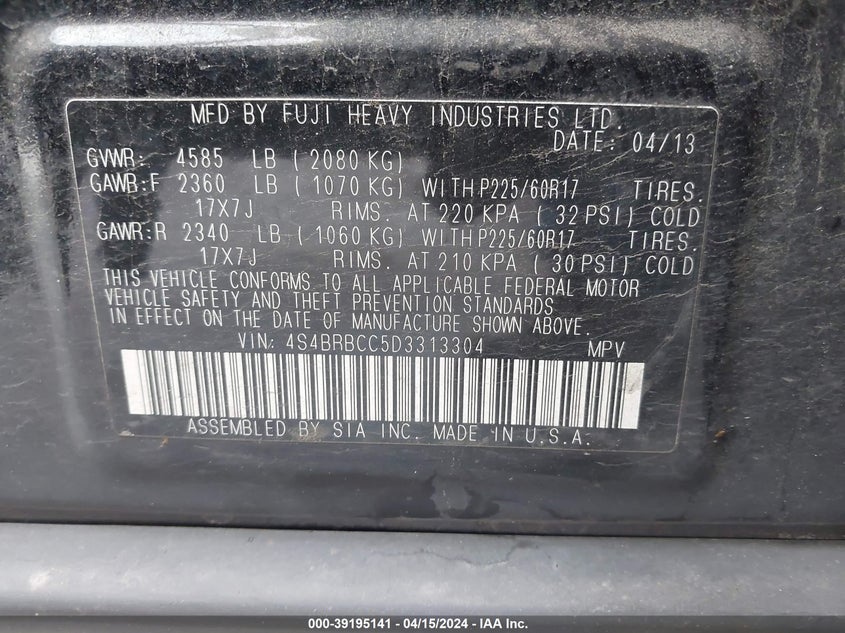 MFD BY FUJI HEAVY INDUSTRIES LTD.
DATE: 04/13
GVWR: 4585 LB ( 2080 KG)
GAWR:F 2360 LB ( 1070 KG) WITH P225/60R17 TIRES.
17X7J RIMS. AT 220 KPA ( 32 PSI) COLD
GAWR:R 2340 LB ( 1060 KG) WITH P225/60R17 TIRES.
17X7J RIMS. AT 210 KPA ( 30 PSI) COLD
THIS VEHICLE CONFORMS TO ALL APPLICABLE FEDERAL MOTOR
VEHICLE SAFETY AND THEFT PREVENTION STANDARDS
IN EFFECT ON THE DATE OF MANUFACTURE SHOWN ABOVE.
VIN: 4S4BRBCC5D3313304 MPV
ASSEMBLED BY SIA INC. MADE IN U.S.A.
000-39195141 - 04/15/2024 - IAA Inc.